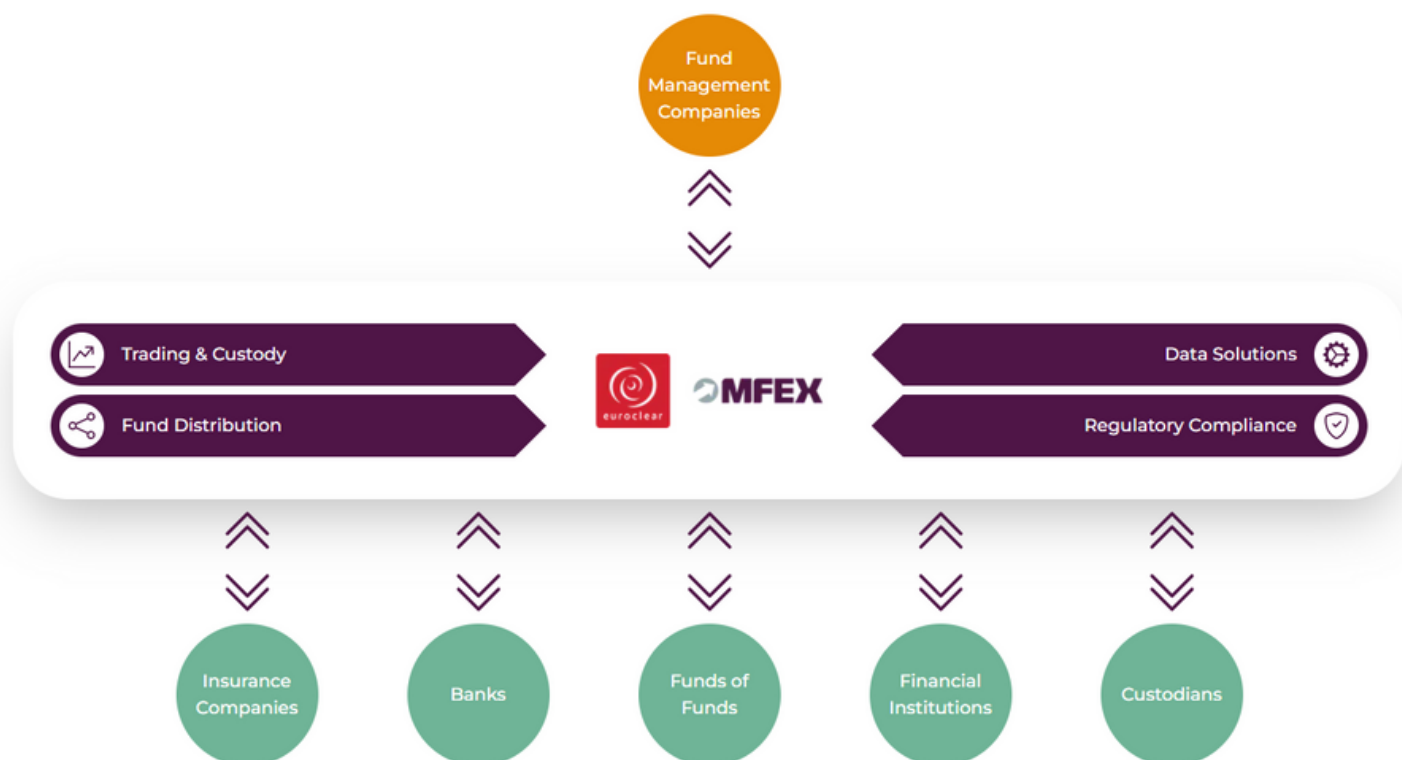 Fund
Management
Companies
Trading & Custody
Data Solutions
euroclear
MFEX
Fund Distribution
Regulatory Compliance
Insurance
Companies
Banks
Funds of
Funds
Financial
Institutions
Custodians